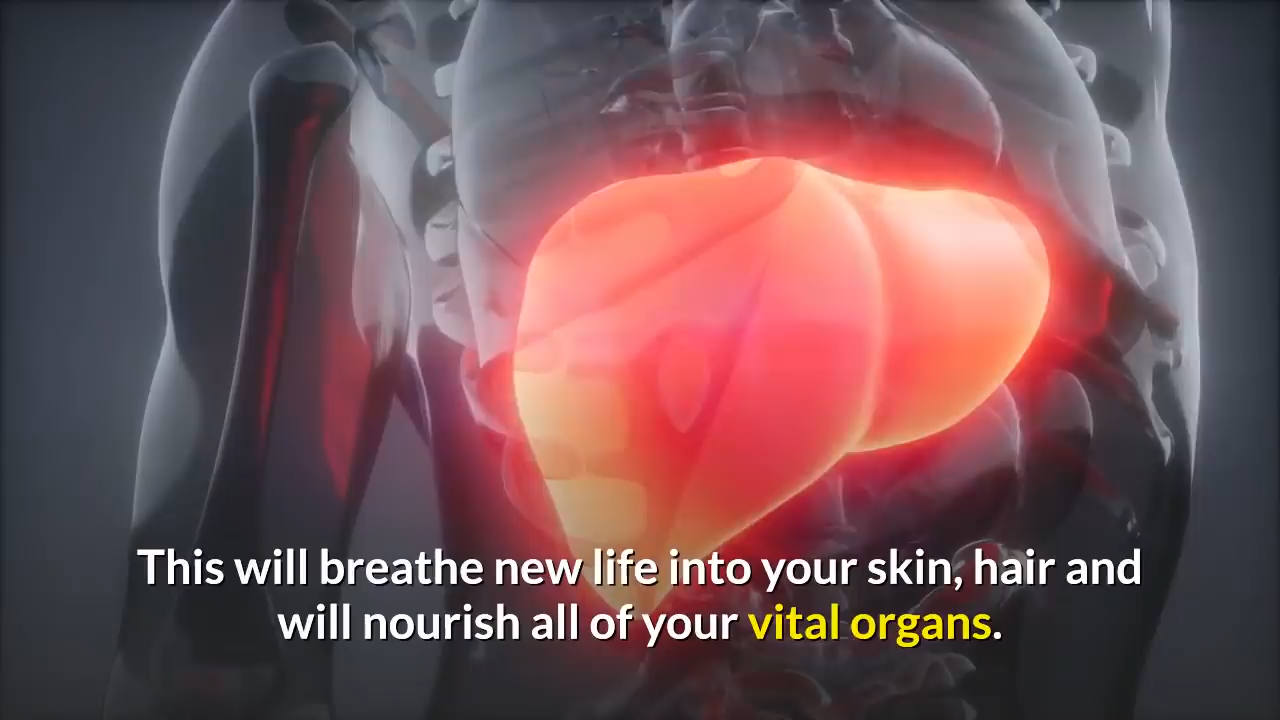 This will breathe new life into your skin, hair and
will nourish all of your vital organs.